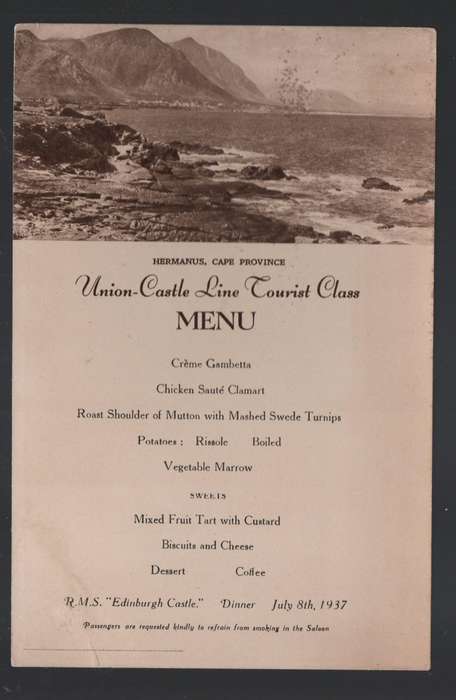 HERMANUS, CAPE PROVINCE
Union-Castle Line Tourist Class
MENU
Crème Gambetta
Chicken Sauté Clamart
Roast Shoulder of Mutton with Mashed Swede Turnips
Potatoes : Rissole Boiled
Vegetable Marrow
SWEETS
Mixed Fruit Tart with Custard
Biscuits and Cheese
Dessert Coffee
R.M.S. "Edinburgh Castle." Dinner July 8th, 1937
Passengers are requested kindly to refrain from smoking in the Saloon